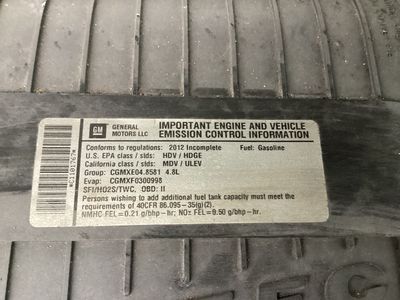 GM
GENERAL MOTORS LLC
IMPORTANT ENGINE AND VEHICLE
EMISSION CONTROL INFORMATION
Conforms to regulations: 2012 Incomplete Fuel: Gasoline
U.S. EPA class / stds: HDV / HDGE
California class / stds: MDV / ULEV
Group: CGMXE04.8581 4.8L
Evap: CGMXF0300998
SFI/HO2S/TWC, OBD: II
Persons wishing to add additional fuel tank capacity must meet the
requirements of 40CFR 86.095-35(g)(2).
NMHC FEL=0.21 g/bhp-hr; NOx FEL=9.50 g/bhp-hr.